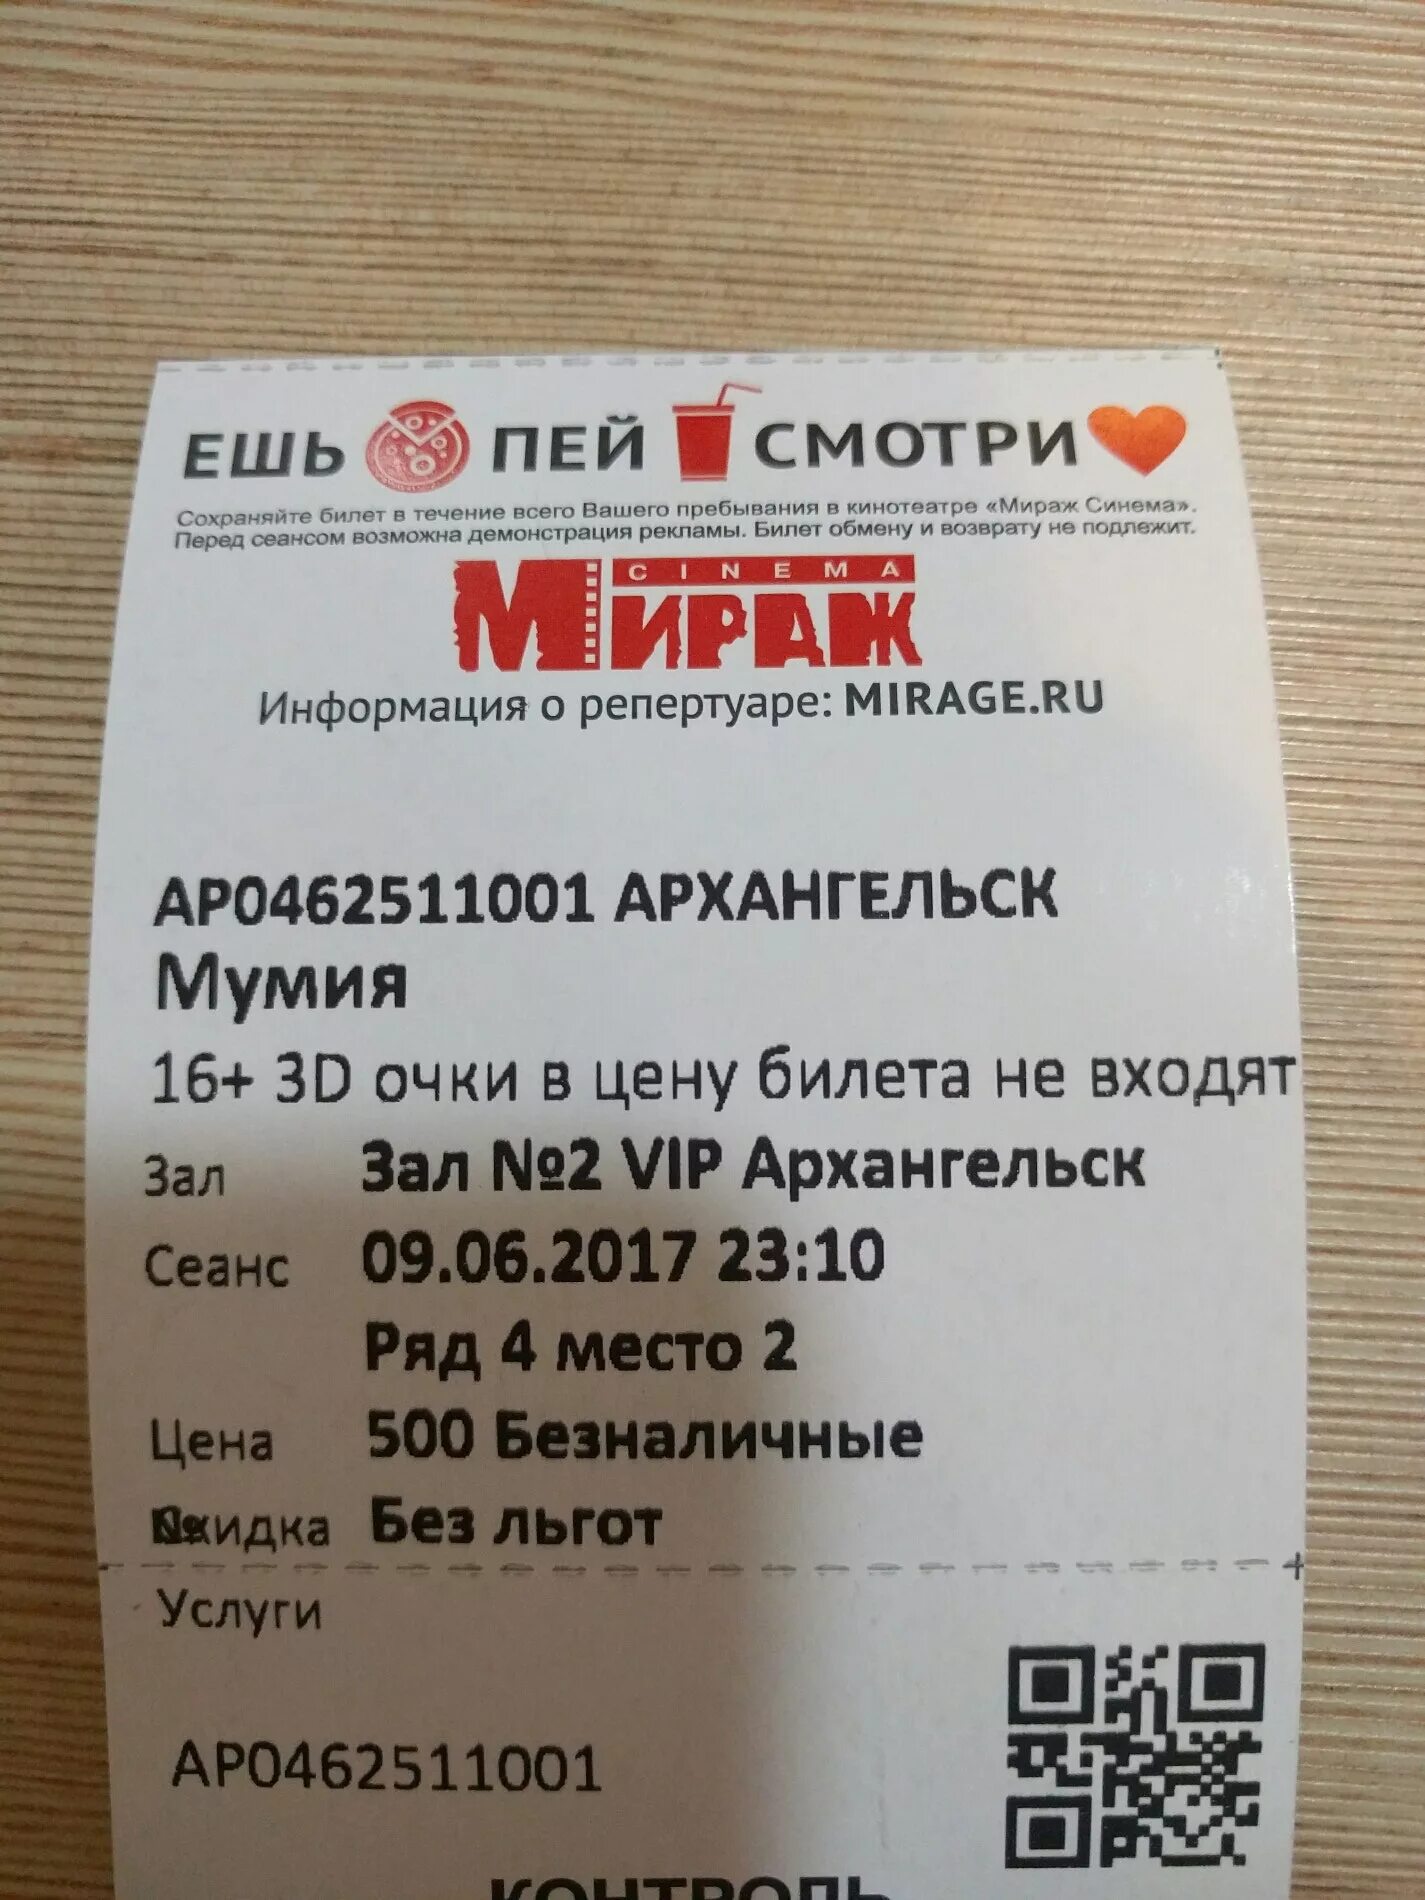 ЕШЬ ПЕЙ СМОТРИ
Сохраняйте билет в течение всего Вашего пребывания в кинотеатре «Мираж Синема».
Перед сеансом возможна демонстрация рекламы. Билет обмену и возврату не подлежит.
CINEMA
МИРАЖ
Информация о репертуаре: MIRAGE.RU
АР0462511001 АРХАНГЕЛЬСК
Мумия
16+ 3D очки в цену билета не входят
Зал Зал №2 VIP Архангельск
Сеанс 09.06.2017 23:10
Ряд 4 место 2
Цена 500 Безналичные
Скидка Без льгот
Услуги
АР0462511001
КОНТРОЛЬ